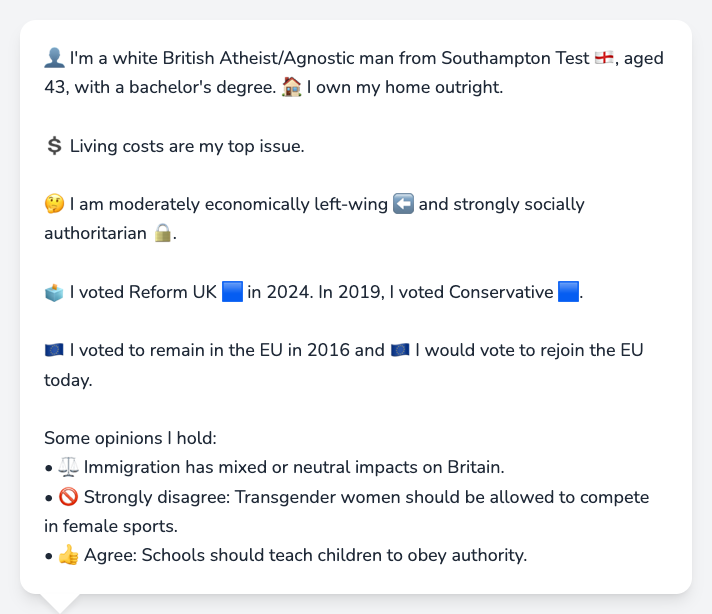 👤 I'm a white British Atheist/Agnostic man from Southampton Test 🏴󠁧󠁢󠁥󠁮󠁧󠁿, aged
43, with a bachelor's degree. 🏠 I own my home outright.
💲 Living costs are my top issue.
🤔 I am moderately economically left-wing ⬅️ and strongly socially
authoritarian 🔒.
🗳️ I voted Reform UK 🟦 in 2024. In 2019, I voted Conservative 🟦.
🇪🇺 I voted to remain in the EU in 2016 and 🇪🇺 I would vote to rejoin the EU
today.
Some opinions I hold:
• ⚖️ Immigration has mixed or neutral impacts on Britain.
• 🚫 Strongly disagree: Transgender women should be allowed to compete
in female sports.
• 👍 Agree: Schools should teach children to obey authority.